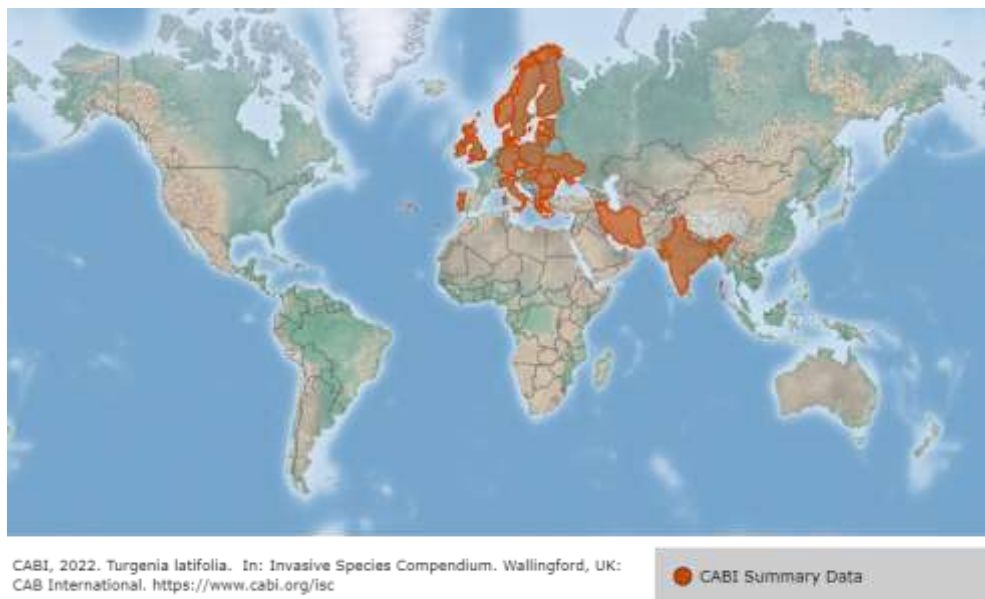 CABI, 2022. Turgenia latifolia. In: Invasive Species Compendium. Wallingford, UK:
CAB International. https://www.cabi.org/isc
CABI Summary Data